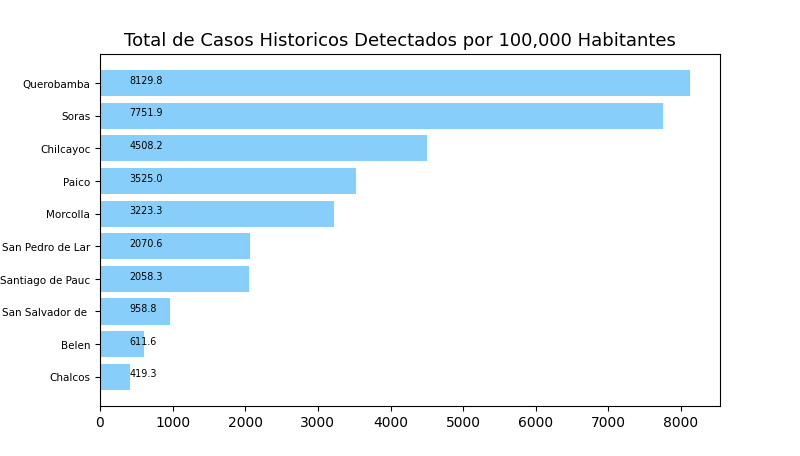 Total de Casos Historicos Detectados por 100,000 Habitantes
Querobamba 8129.8
Soras 7751.9
Chilcayoc 4508.2
Paico 3525.0
Morcolla 3223.3
San Pedro de Lar 2070.6
Santiago de Pauc 2058.3
San Salvador de 958.8
Belen 611.6
Chalcos 419.3
0 1000 2000 3000 4000 5000 6000 7000 8000